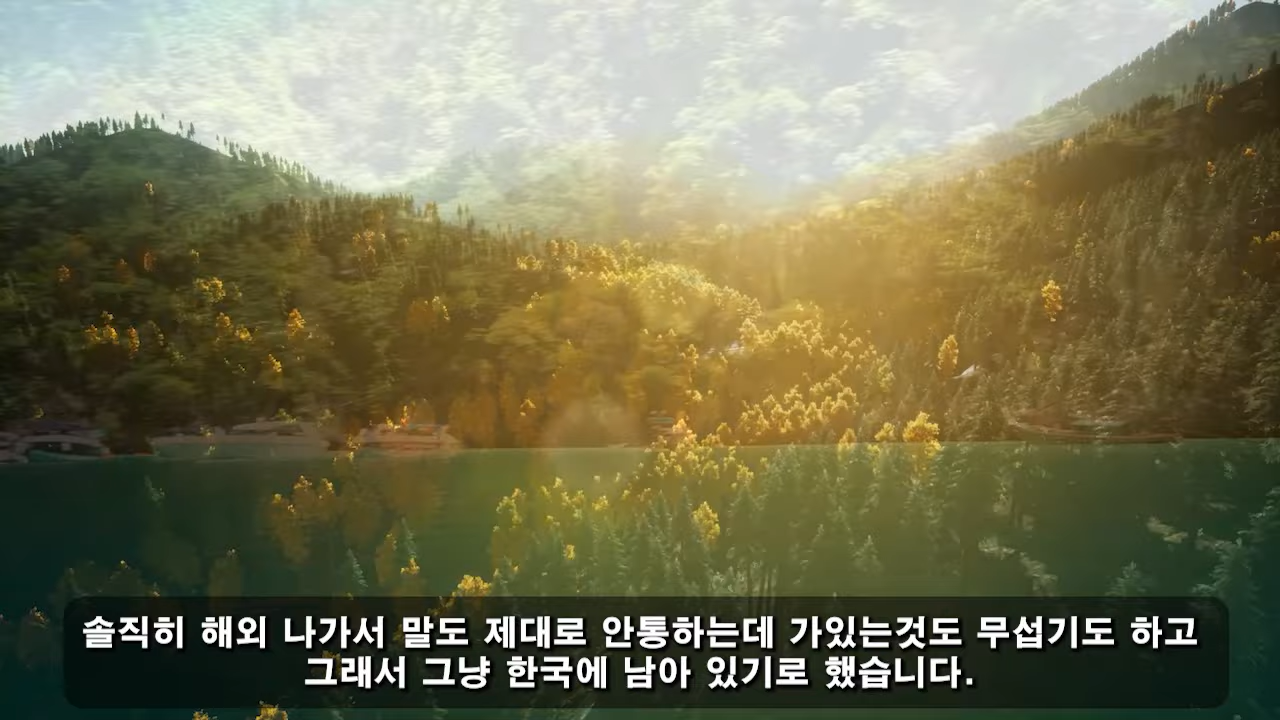 솔직히 해외 나가서 말도 제대로 안통하는데 가있는것도 무섭기도 하고
그래서 그냥 한국에 남아 있기로 했습니다.